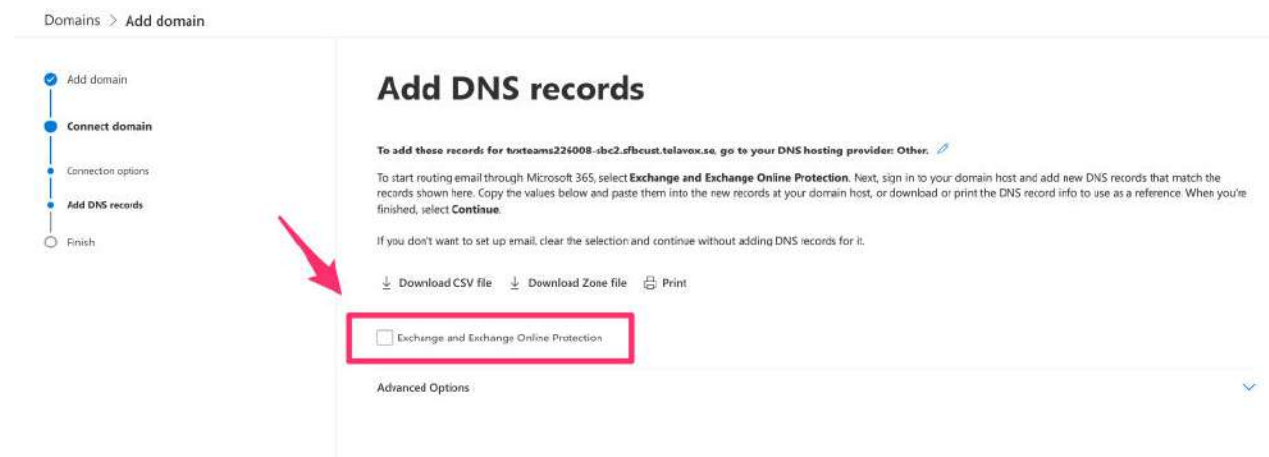 Domains > Add domain
Add domain
Connect domain
Connection options
Add DNS records
Finish
Add DNS records
To add these records for tvxteams226008-sbc2.sfbcust.telavox.se, go to your DNS hosting provider: Other.
To start routing email through Microsoft 365, select Exchange and Exchange Online Protection. Next, sign in to your domain host and add new DNS records that match the
records shown here. Copy the values below and paste them into the new records at your domain host, or download or print the DNS record info to use as a reference. When you're
finished, select Continue.
If you don't want to set up email, clear the selection and continue without adding DNS records for it.
Download CSV file Download Zone file Print
Exchange and Exchange Online Protection
Advanced Options